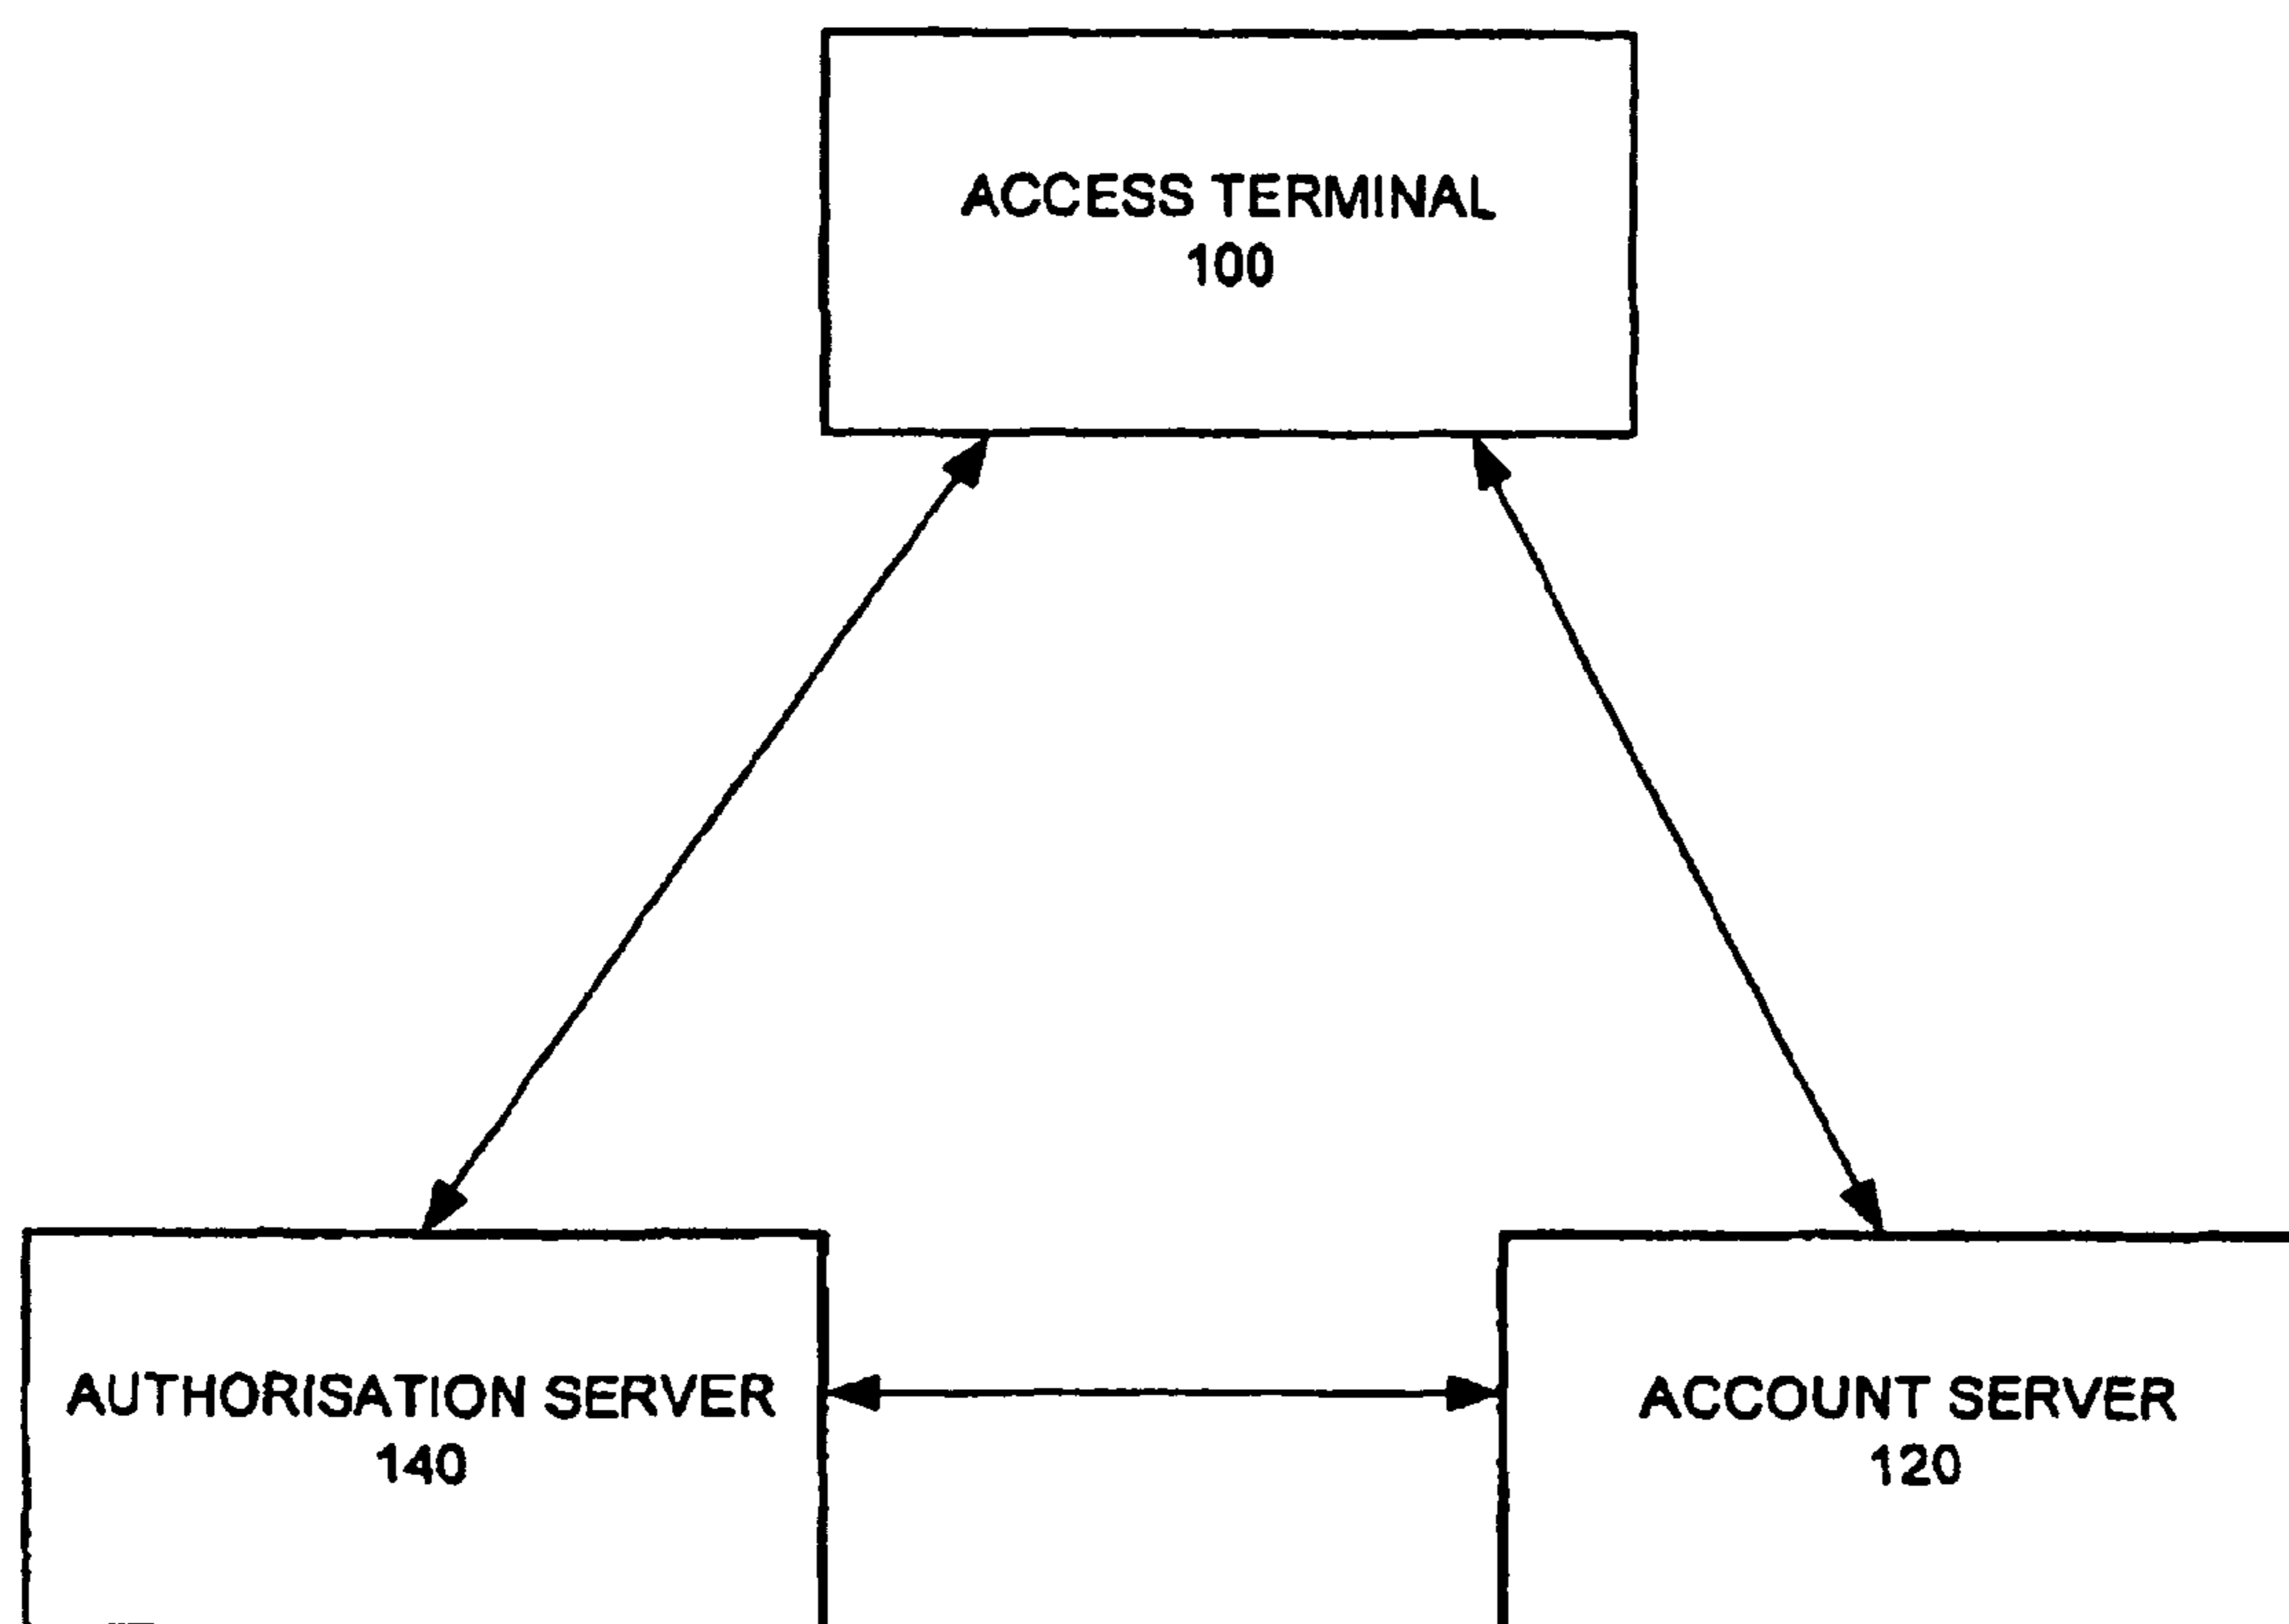 ACCESS TERMINAL
100
AUTHORISATION SERVER
140
ACCOUNT SERVER
120